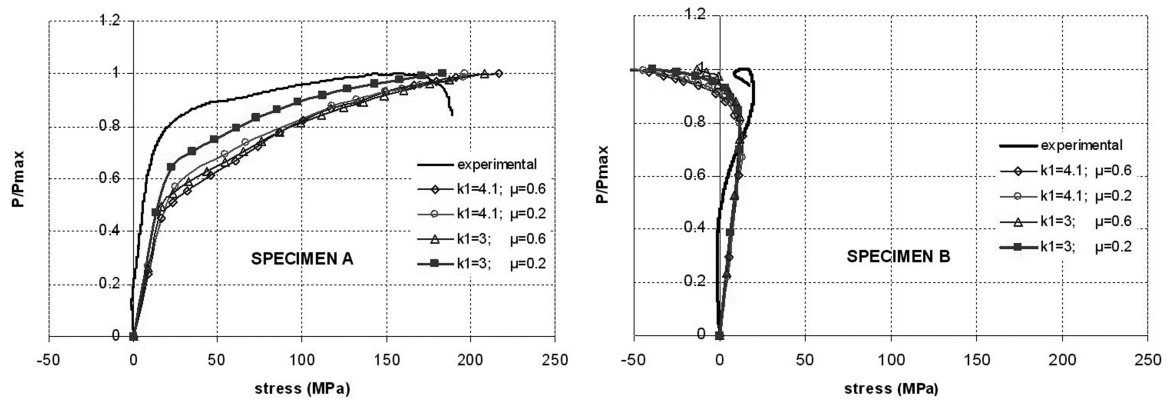 1.2
1
0.8
0.6
0.4
0.2
0
-50 0 50 100 150 200 250
P/Pmax
stress (MPa)
SPECIMEN A
experimental
k1=4.1; μ=0.6
k1=4.1; μ=0.2
k1=3; μ=0.6
k1=3; μ=0.2
1.2
1
0.8
0.6
0.4
0.2
0
-50 0 50 100 150 200 250
P/Pmax
stress (MPa)
SPECIMEN B
experimental
k1=4.1; μ=0.6
k1=4.1; μ=0.2
k1=3; μ=0.6
k1=3; μ=0.2